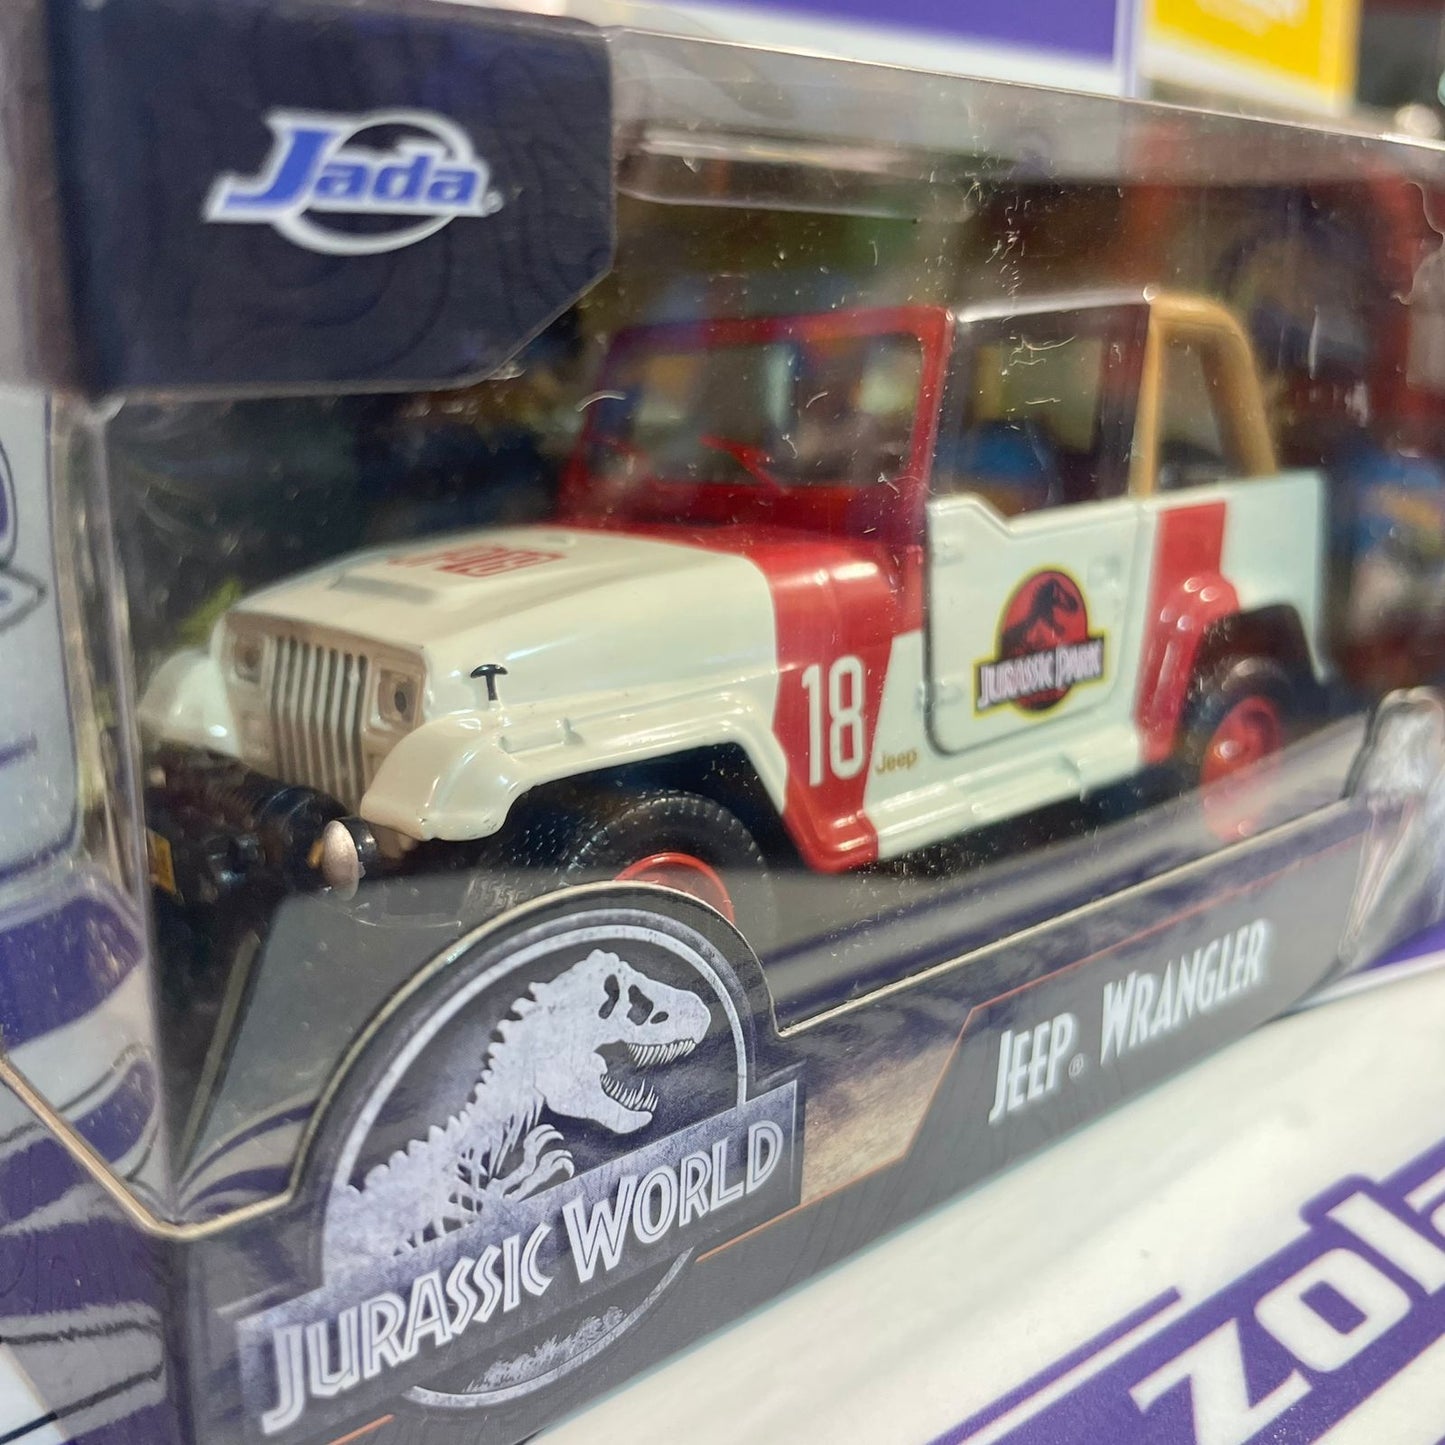 Jada
JURASSIC PARK
18
Jeep
JEEP® WRANGLER
JURASSIC WORLD